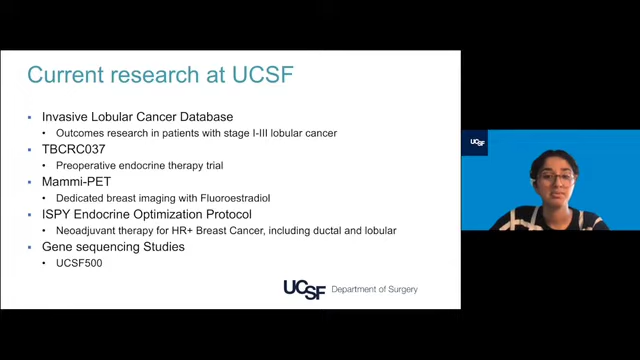 Current research at UCSF
Invasive Lobular Cancer Database
Outcomes research in patients with stage I-III lobular cancer
TBCRC037
Preoperative endocrine therapy trial
Mammi-PET
Dedicated breast imaging with Fluoroestradiol
ISPY Endocrine Optimization Protocol
Neoadjuvant therapy for HR+ Breast Cancer, including ductal and lobular
Gene sequencing Studies
UCSF500
UCSF Department of Surgery
UCSF